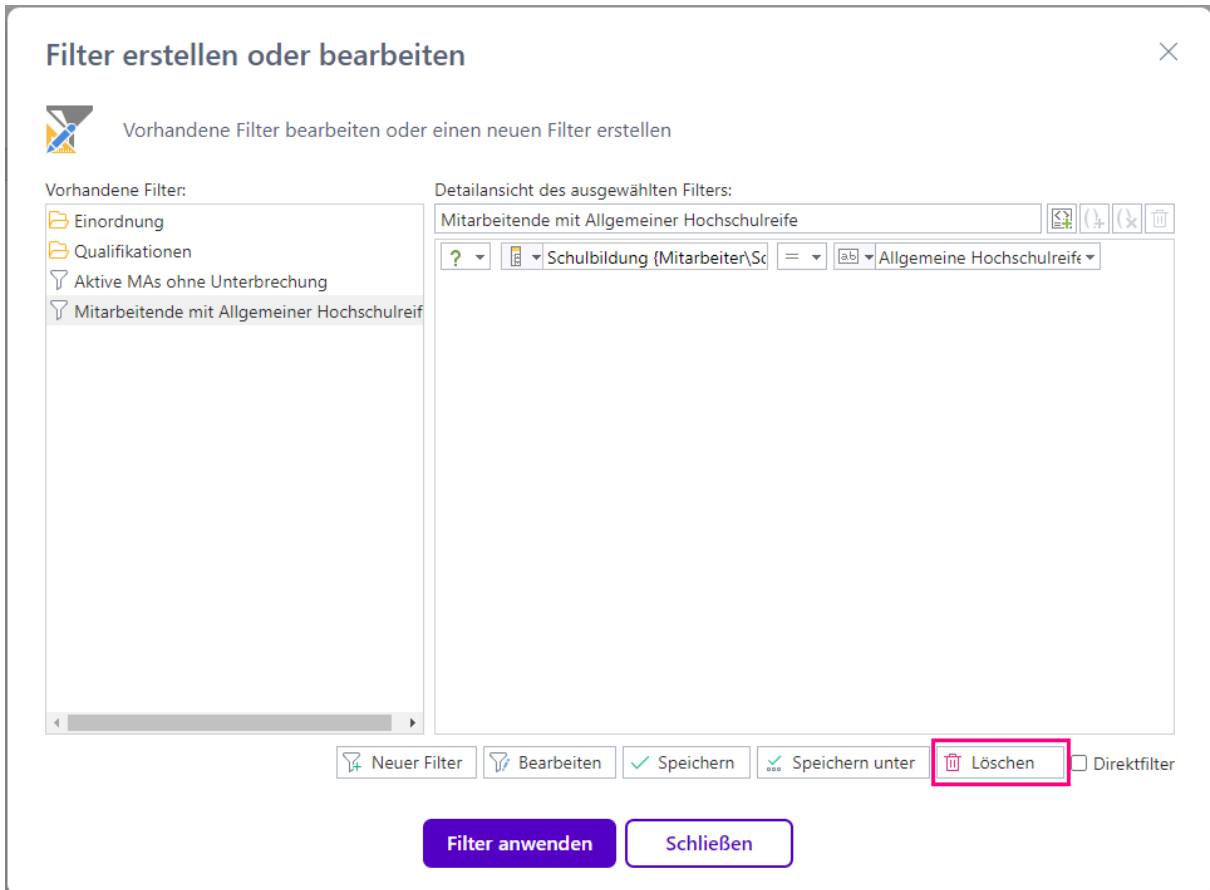 Filter erstellen oder bearbeiten
Vorhandene Filter bearbeiten oder einen neuen Filter erstellen
Vorhandene Filter:
Einordnung
Qualifikationen
Aktive MAs ohne Unterbrechung
Mitarbeitende mit Allgemeiner Hochschulreif
Detailansicht des ausgewählten Filters:
Mitarbeitende mit Allgemeiner Hochschulreife
? Schulbildung {Mitarbeiter\Sc = ab Allgemeine Hochschulreife
Neuer Filter Bearbeiten Speichern Speichern unter Löschen Direktfilter
Filter anwenden Schließen